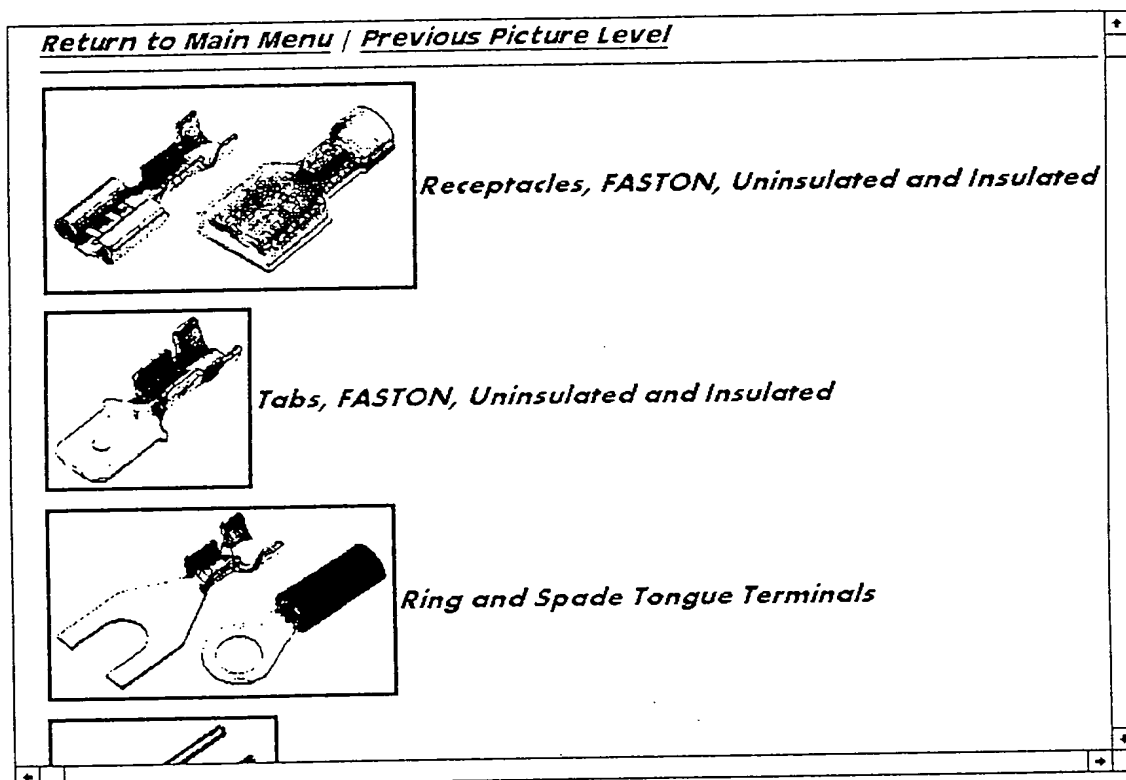 Return to Main Menu / Previous Picture Level
Receptacles, FASTON, Uninsulated and Insulated
Tabs, FASTON, Uninsulated and Insulated
Ring and Spade Tongue Terminals